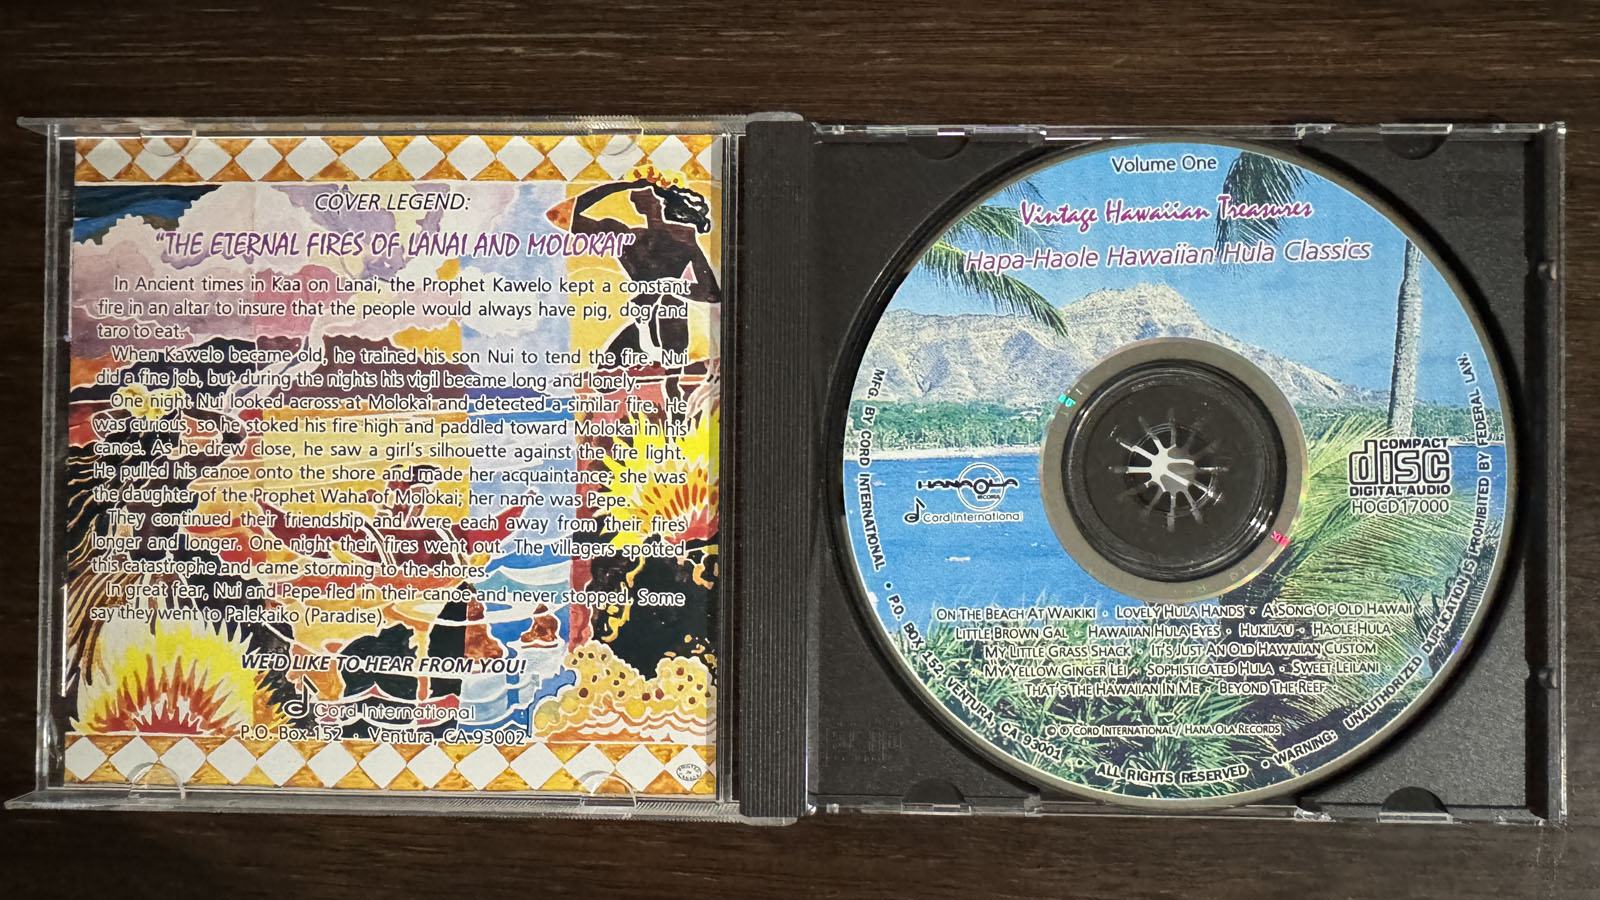 COVER LEGEND:
"THE ETERNAL FIRES OF LANAI AND MOLOKAI"
In Ancient times in Kaa on Lanai, the Prophet Kawelo kept a constant
fire in an altar to insure that the people would always have pig, dog and
taro to eat.
When Kawelo became old, he trained his son Nui to tend the fire. Nui
did a fine job, but during the nights his vigil became long and lonely.
One night Nui looked across at Molokai and detected a similar fire. He
was curious, so he stoked his fire high and paddled toward Molokai in his
canoe. As he drew close, he saw a girl's silhouette against the fire light.
He pulled his canoe onto the shore and made her acquaintance; she was
the daughter of the Prophet Waha of Molokai; her name was Pepe.
They continued their friendship and were each away from their fires
longer and longer. One night their fires went out. The villagers spotted
this catastrophe and came storming to the shores.
In great fear, Nui and Pepe fled in their canoe and never stopped. Some
say they went to Palekaiko (Paradise).
WE'D LIKE TO HEAR FROM YOU!
Cord International
P.O. Box 152 • Ventura, CA 93002
Volume One
Vintage Hawaiian Treasures
Hapa-Haole Hawaiian Hula Classics
HANA OLA
RECORDS
Cord International
COMPACT
disc
DIGITAL AUDIO
HOCD17000
ON THE BEACH AT WAIKIKI • LOVELY HULA HANDS • A SONG OF OLD HAWAII
LITTLE BROWN GAL • HAWAIIAN HULA EYES • HUKILAU • HAOLE HULA
MY LITTLE GRASS SHACK • IT'S JUST AN OLD HAWAIIAN CUSTOM
MY YELLOW GINGER LEI • SOPHISTICATED HULA • SWEET LEILANI •
THAT'S THE HAWAIIAN IN ME • BEYOND THE REEF •
© ℗ CORD INTERNATIONAL / HANA OLA RECORDS
MFG. BY CORD INTERNATIONAL • P.O. BOX 152, VENTURA, CA 93001 • ALL RIGHTS RESERVED • WARNING: UNAUTHORIZED DUPLICATION IS PROHIBITED BY FEDERAL LAW.